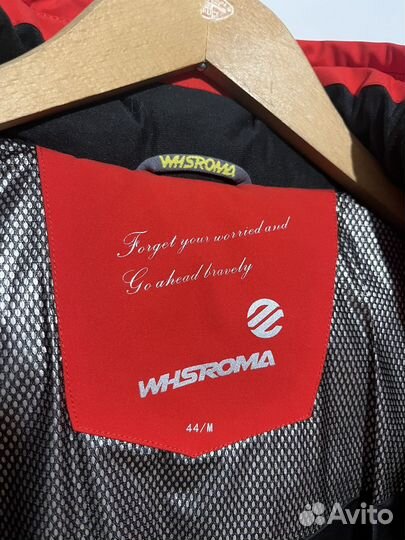 WHSROMA
Forget your worried and
Go ahead bravely
WHSROMA
44/M
Avito